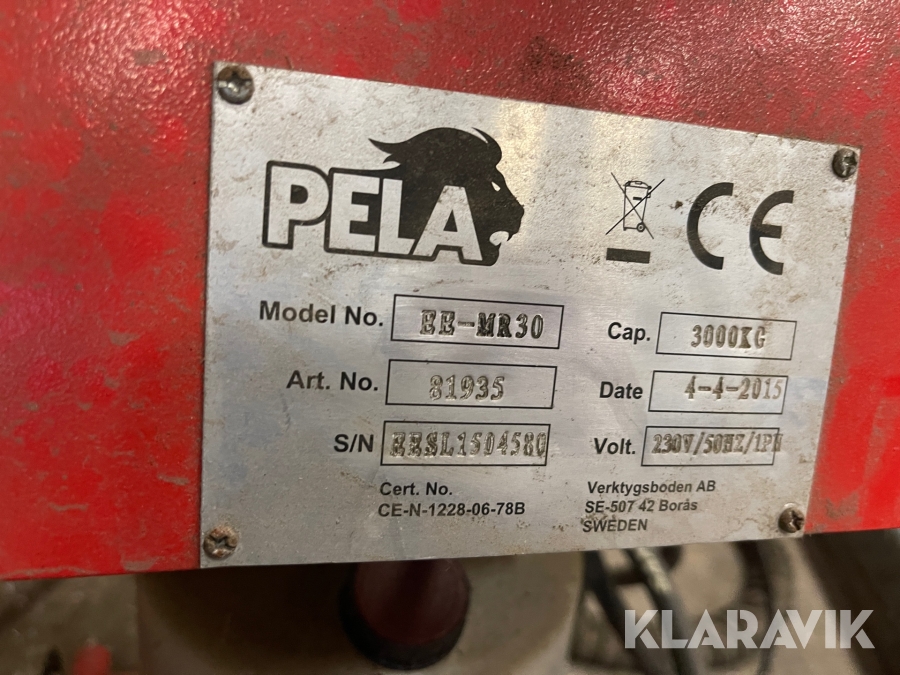 PELA
CE
Model No. EE-MR30
Cap. 3000KG
Art. No. 81935
Date 4-4-2015
S/N EESL1504580
Volt. 230V/50HZ/1PH
Cert. No.
CE-N-1228-06-78B
Verktygsboden AB
SE-507 42 Borås
SWEDEN
KLARAVIK